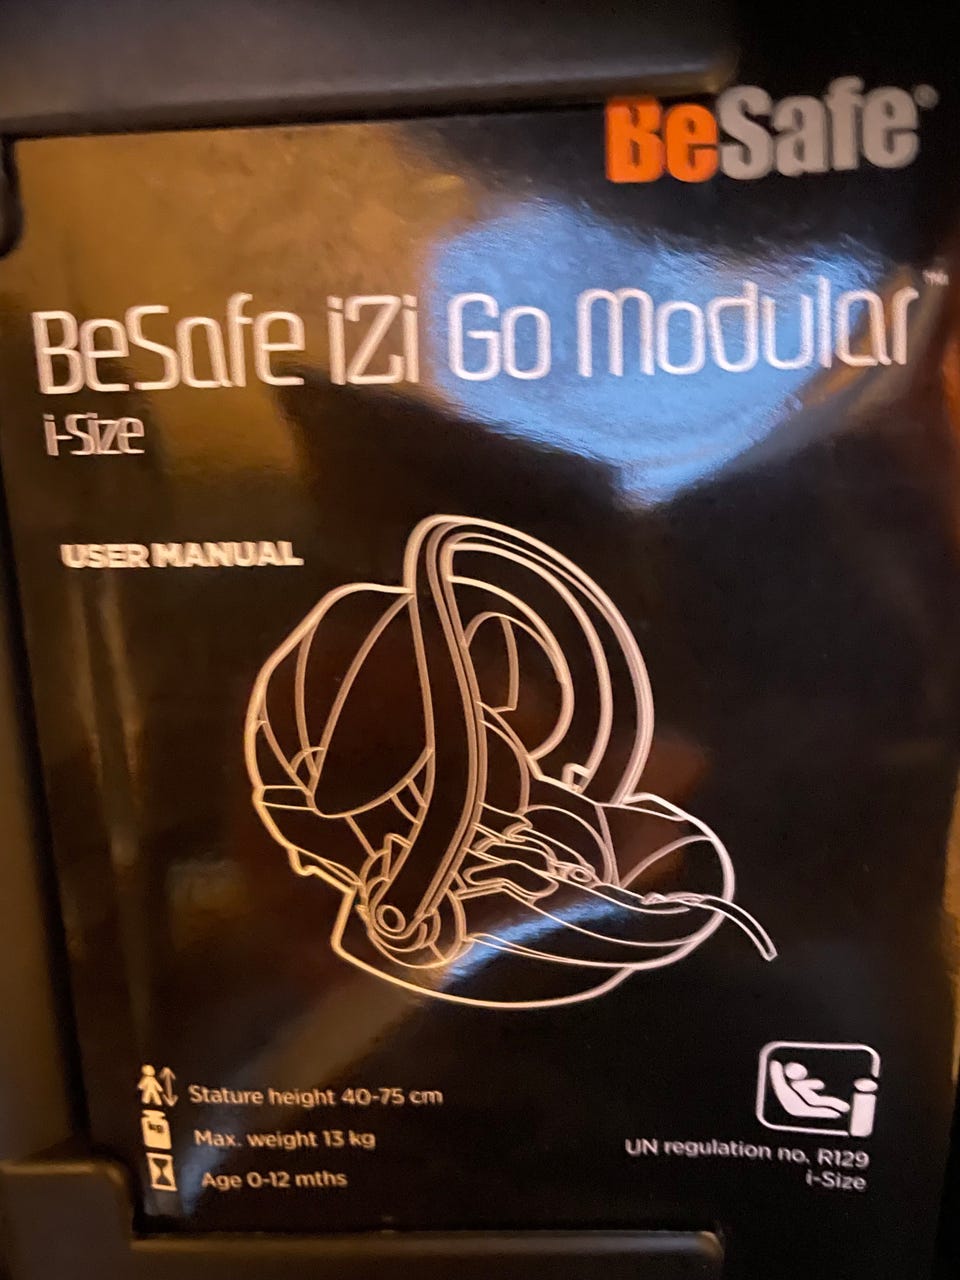 BeSafe®
BeSafe iZi Go Modular™
i-Size
USER MANUAL
Stature height 40-75 cm
kg
Max. weight 13 kg
Age 0-12 mths
UN regulation no. R129
i-Size